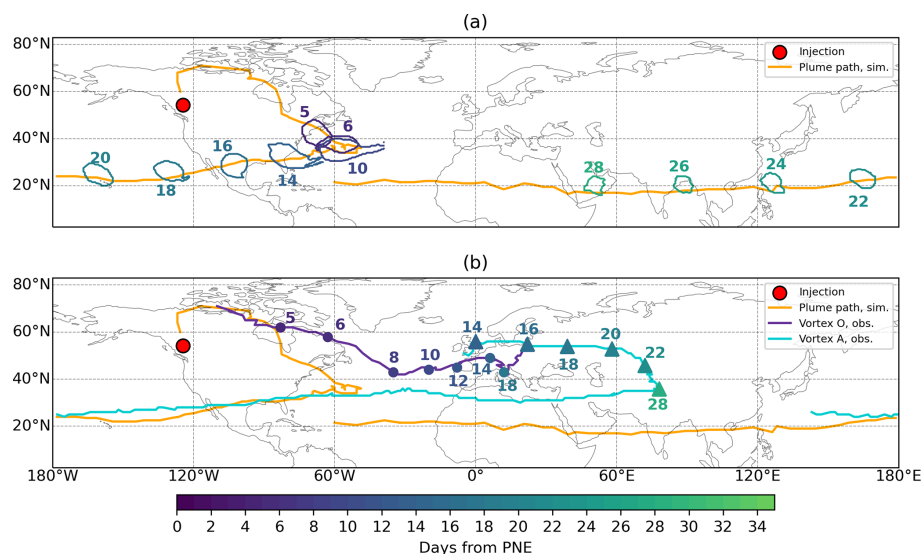 (a)
80°N
60°N
40°N
20°N
Injection
Plume path, sim.
5
6
10
14
16
18
20
22
24
26
28
(b)
80°N
60°N
40°N
20°N
Injection
Plume path, sim.
Vortex O, obs.
Vortex A, obs.
5
6
8
10
12
14
18
14
16
18
20
22
28
180°W 120°W 60°W 0° 60°E 120°E 180°E
0 2 4 6 8 10 12 14 16 18 20 22 24 26 28 30 32 34
Days from PNE